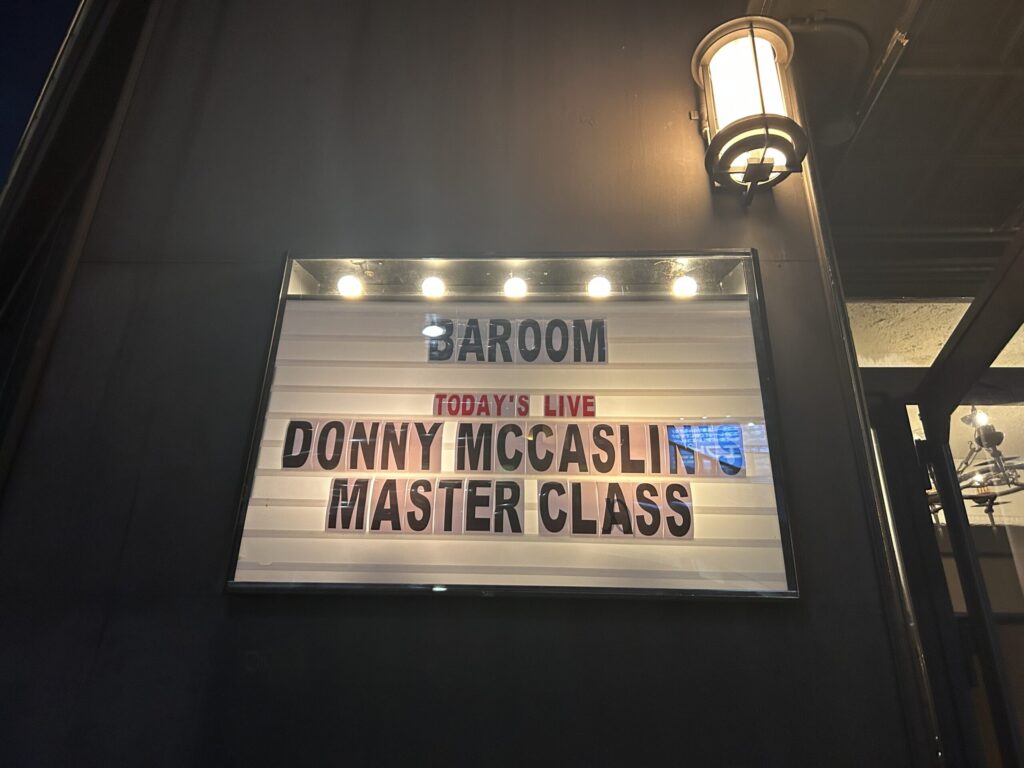 BAROOM
TODAY'S LIVE
DONNY MCCASLIN'S
MASTER CLASS